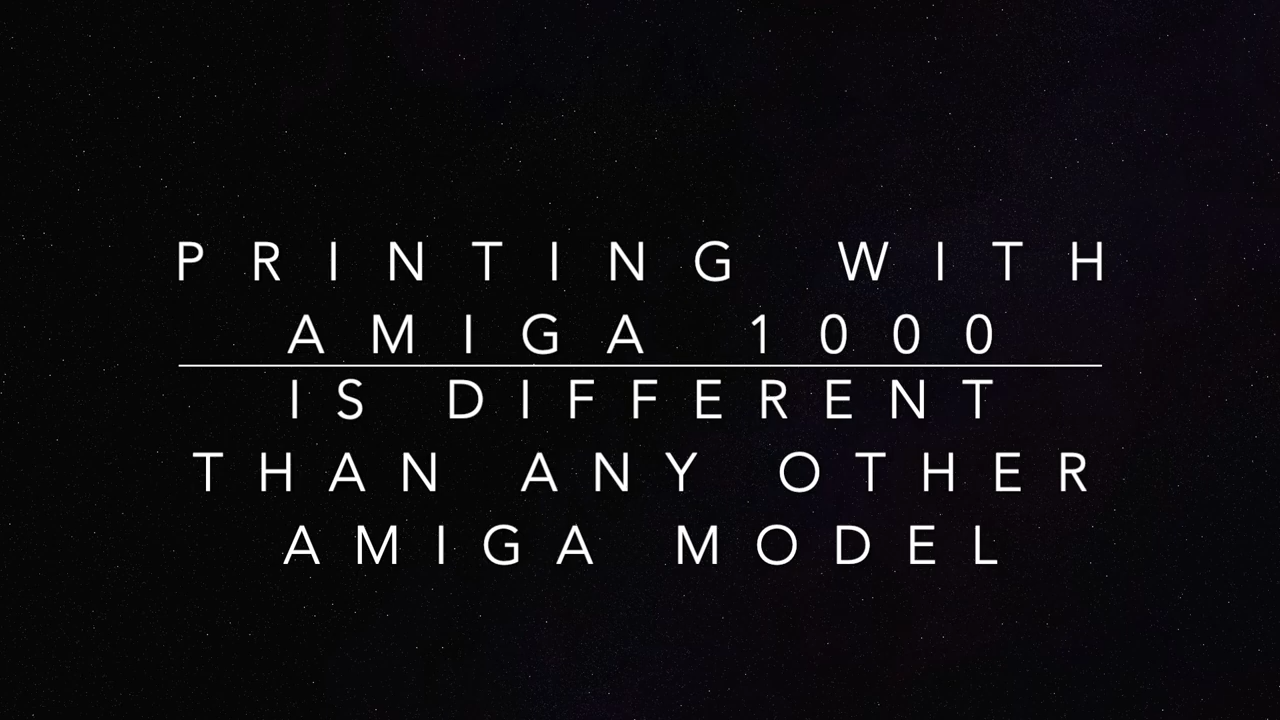 PRINTING WITH
AMIGA 1000
IS DIFFERENT
THAN ANY OTHER
AMIGA MODEL